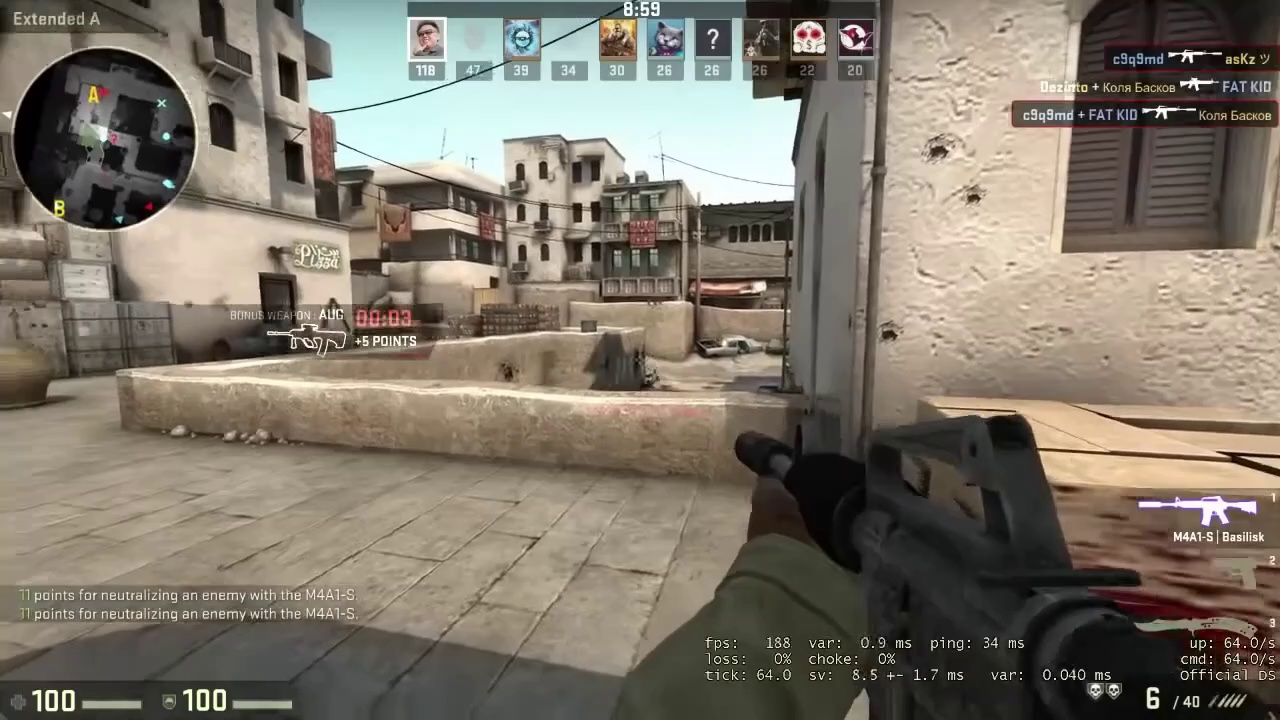 Extended A
8:59
118 47 39 34 30 26 26 26 22 20
?
c9q9md asKz ツ
Dezinto + Коля Басков FAT KID
c9q9md + FAT KID Коля Басков
A
B
?
Pizza
BONUS WEAPON: AUG 00:03
+5 POINTS
1
M4A1-S | Basilisk
2
3
11 points for neutralizing an enemy with the M4A1-S.
11 points for neutralizing an enemy with the M4A1-S.
fps: 188 var: 0.9 ms ping: 34 ms up: 64.0/s
loss: 0% choke: 0% cmd: 64.0/s
tick: 64.0 sv: 8.5 +- 1.7 ms var: 0.040 ms Official DS
100 100 6 / 40